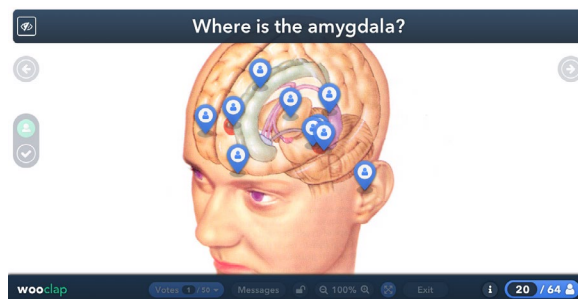 Where is the amygdala?
wooclap Votes 1 / 50 Messages 100% Exit i 20 / 64